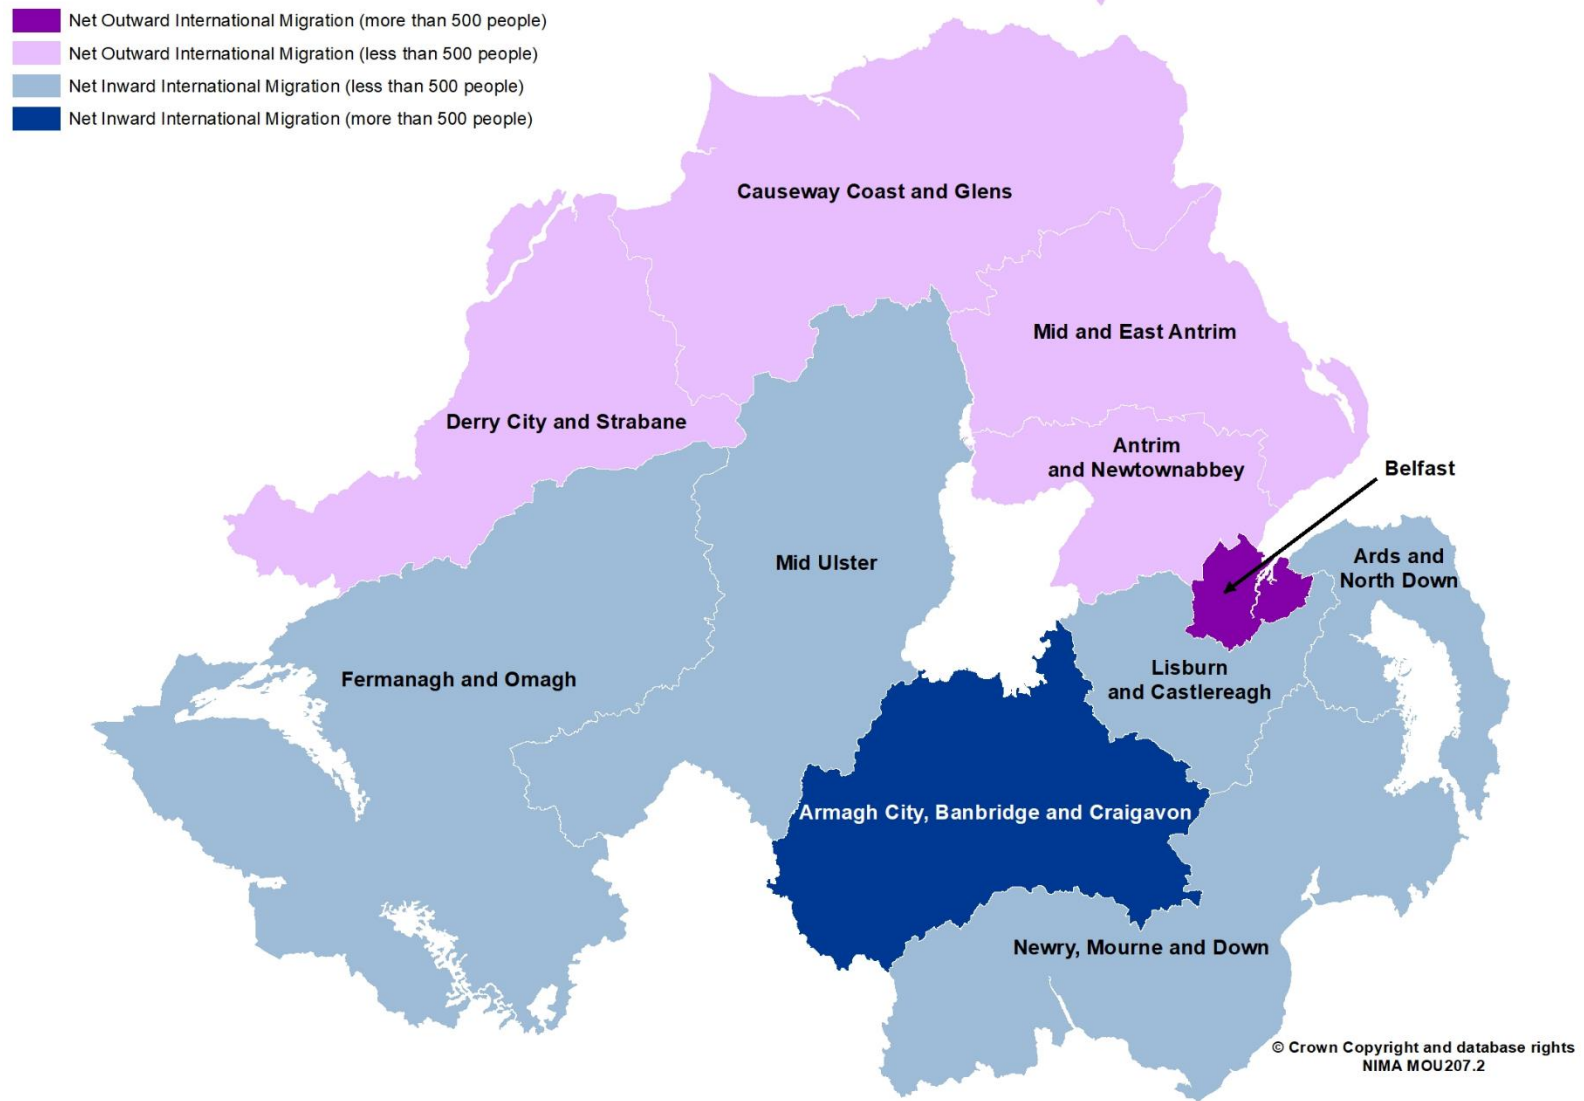 Net Outward International Migration (more than 500 people)
Net Outward International Migration (less than 500 people)
Net Inward International Migration (less than 500 people)
Net Inward International Migration (more than 500 people)
Causeway Coast and Glens
Mid and East Antrim
Derry City and Strabane
Antrim
and Newtownabbey
Belfast
Mid Ulster
Ards and
North Down
Fermanagh and Omagh
Lisburn
and Castlereagh
Armagh City, Banbridge and Craigavon
Newry, Mourne and Down
© Crown Copyright and database rights
NIMA MOU207.2